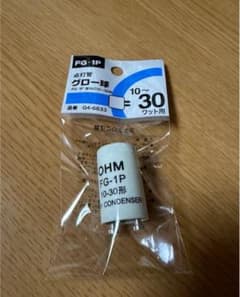 FG-1P
点灯管
グロー球
10〜
30
ワット用
品番 04-6833
OHM
FG-1P
10-30形
CONDENSER